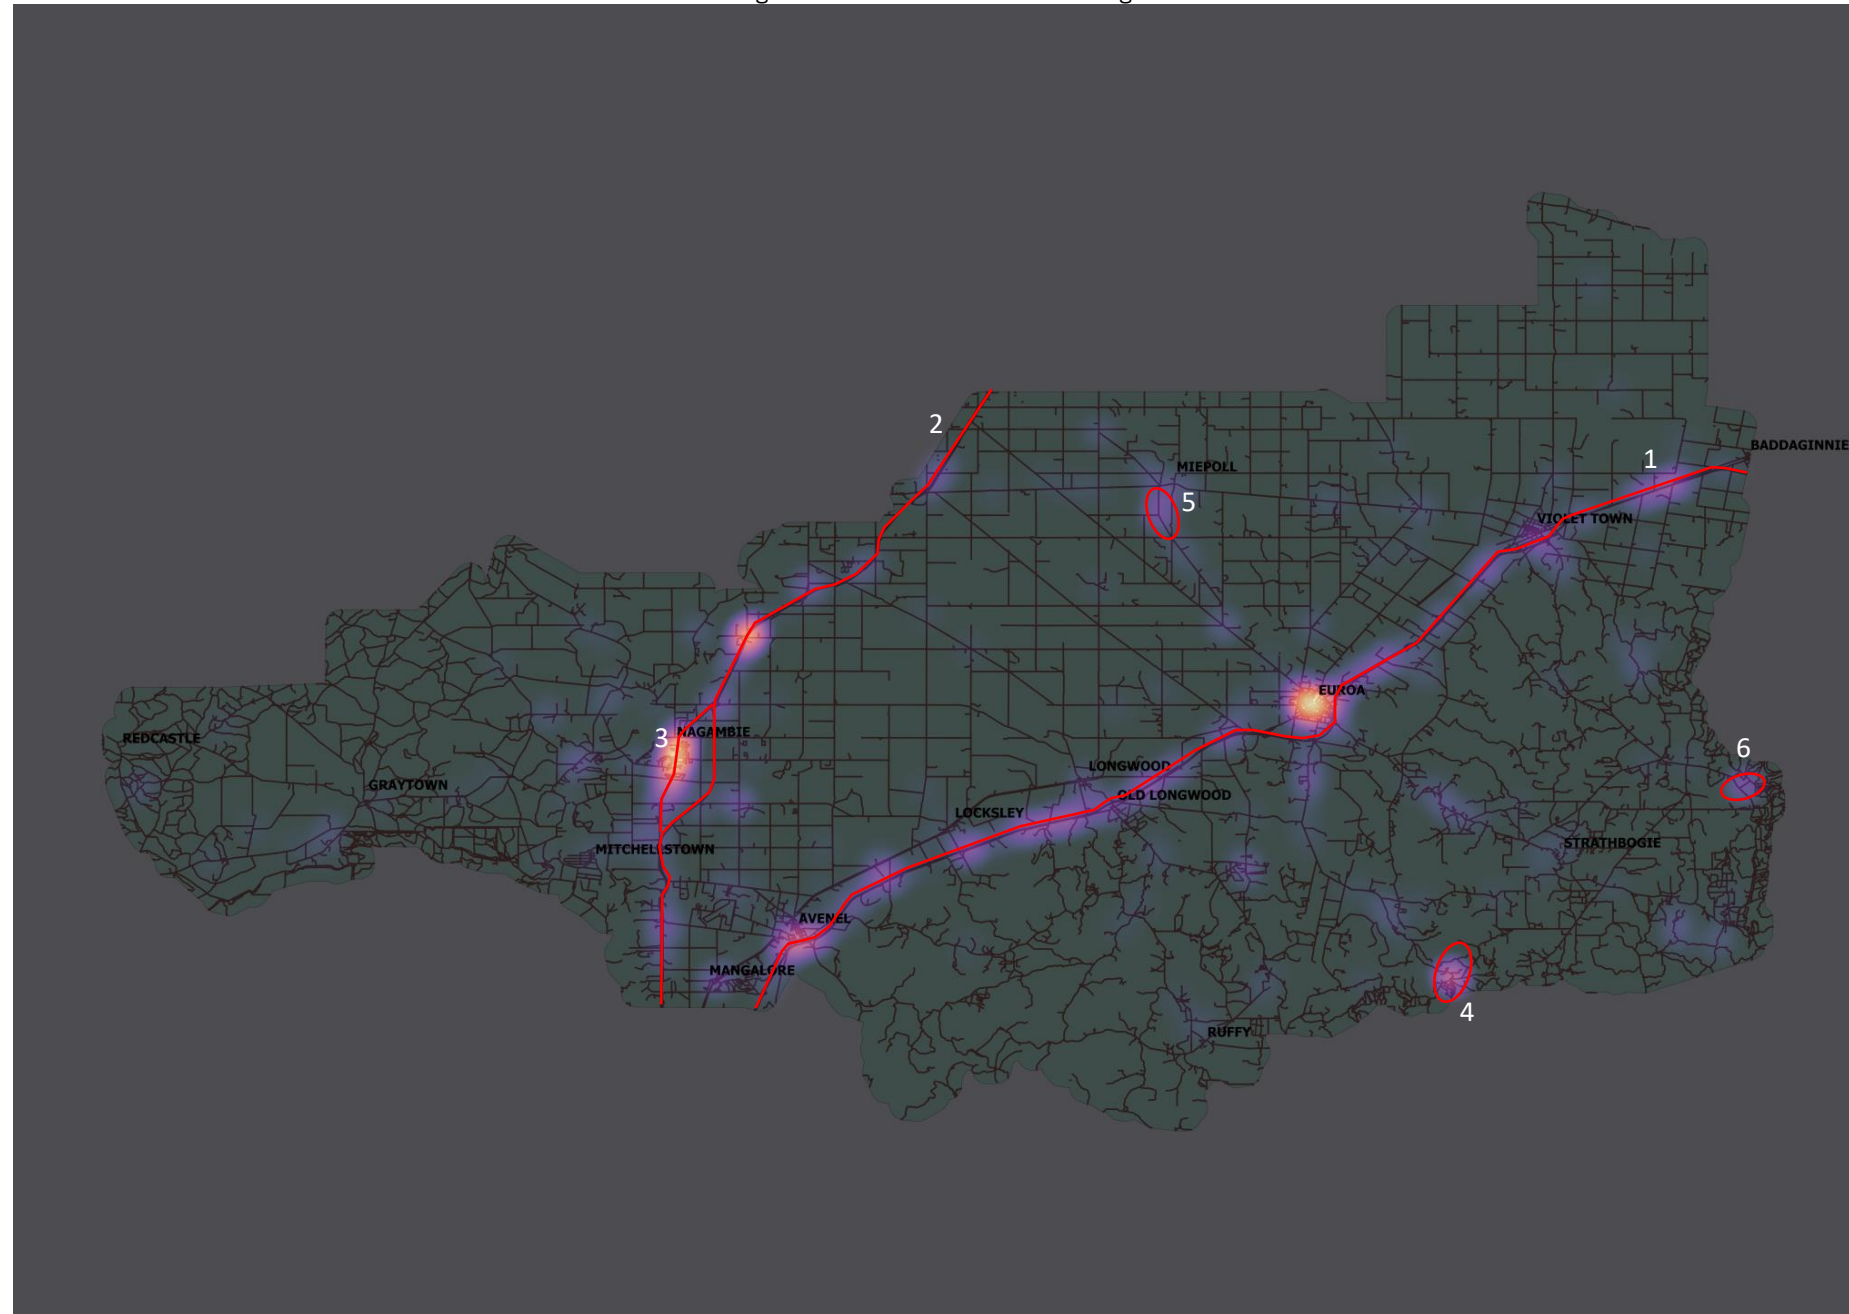 2
BADDAGINNIE
1
MIEPOLL
5
VIOLET TOWN
EUROA
REDCASTLE
3
NAGAMBIE
6
GRAYTOWN
LONGWOOD
OLD LONGWOOD
LOCKSLEY
STRATHBOGIE
MITCHELLSTOWN
AVENEL
MANGALORE
4
RUFFY